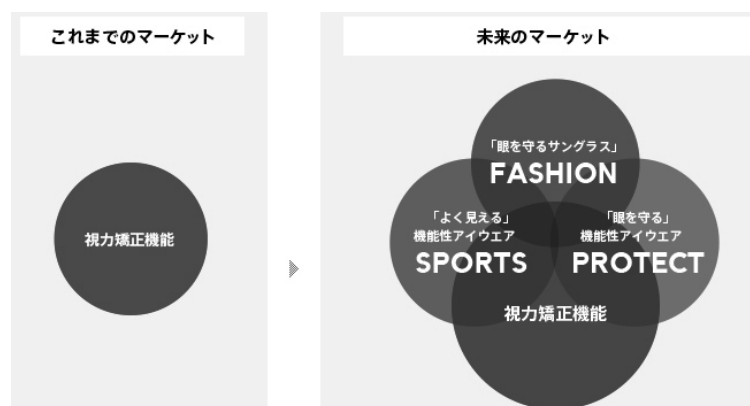 これまでのマーケット
視力矯正機能
未来のマーケット
「眼を守るサングラス」
FASHION
「よく見える」
機能性アイウエア
SPORTS
「眼を守る」
機能性アイウエア
PROTECT
視力矯正機能